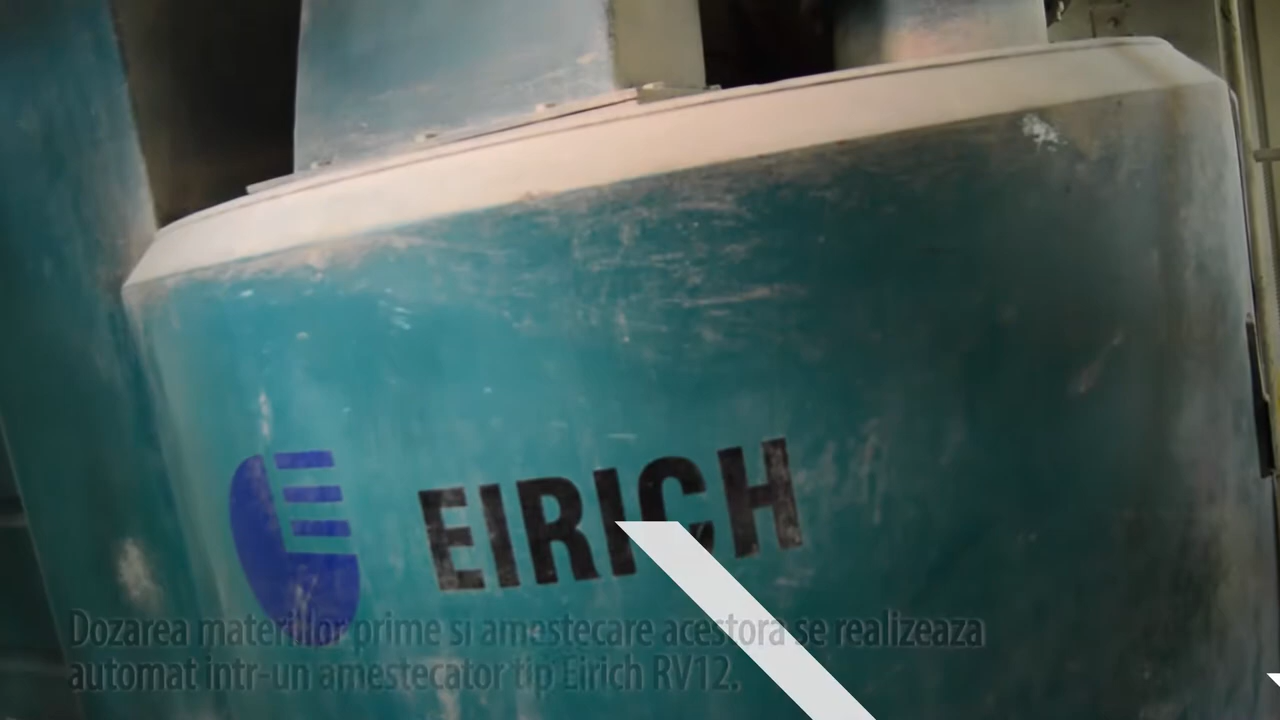 EIRICH
Dozarea materiilor prime si amestecare acestora se realizeaza
automat intr-un amestecator tip Eirich RV12.